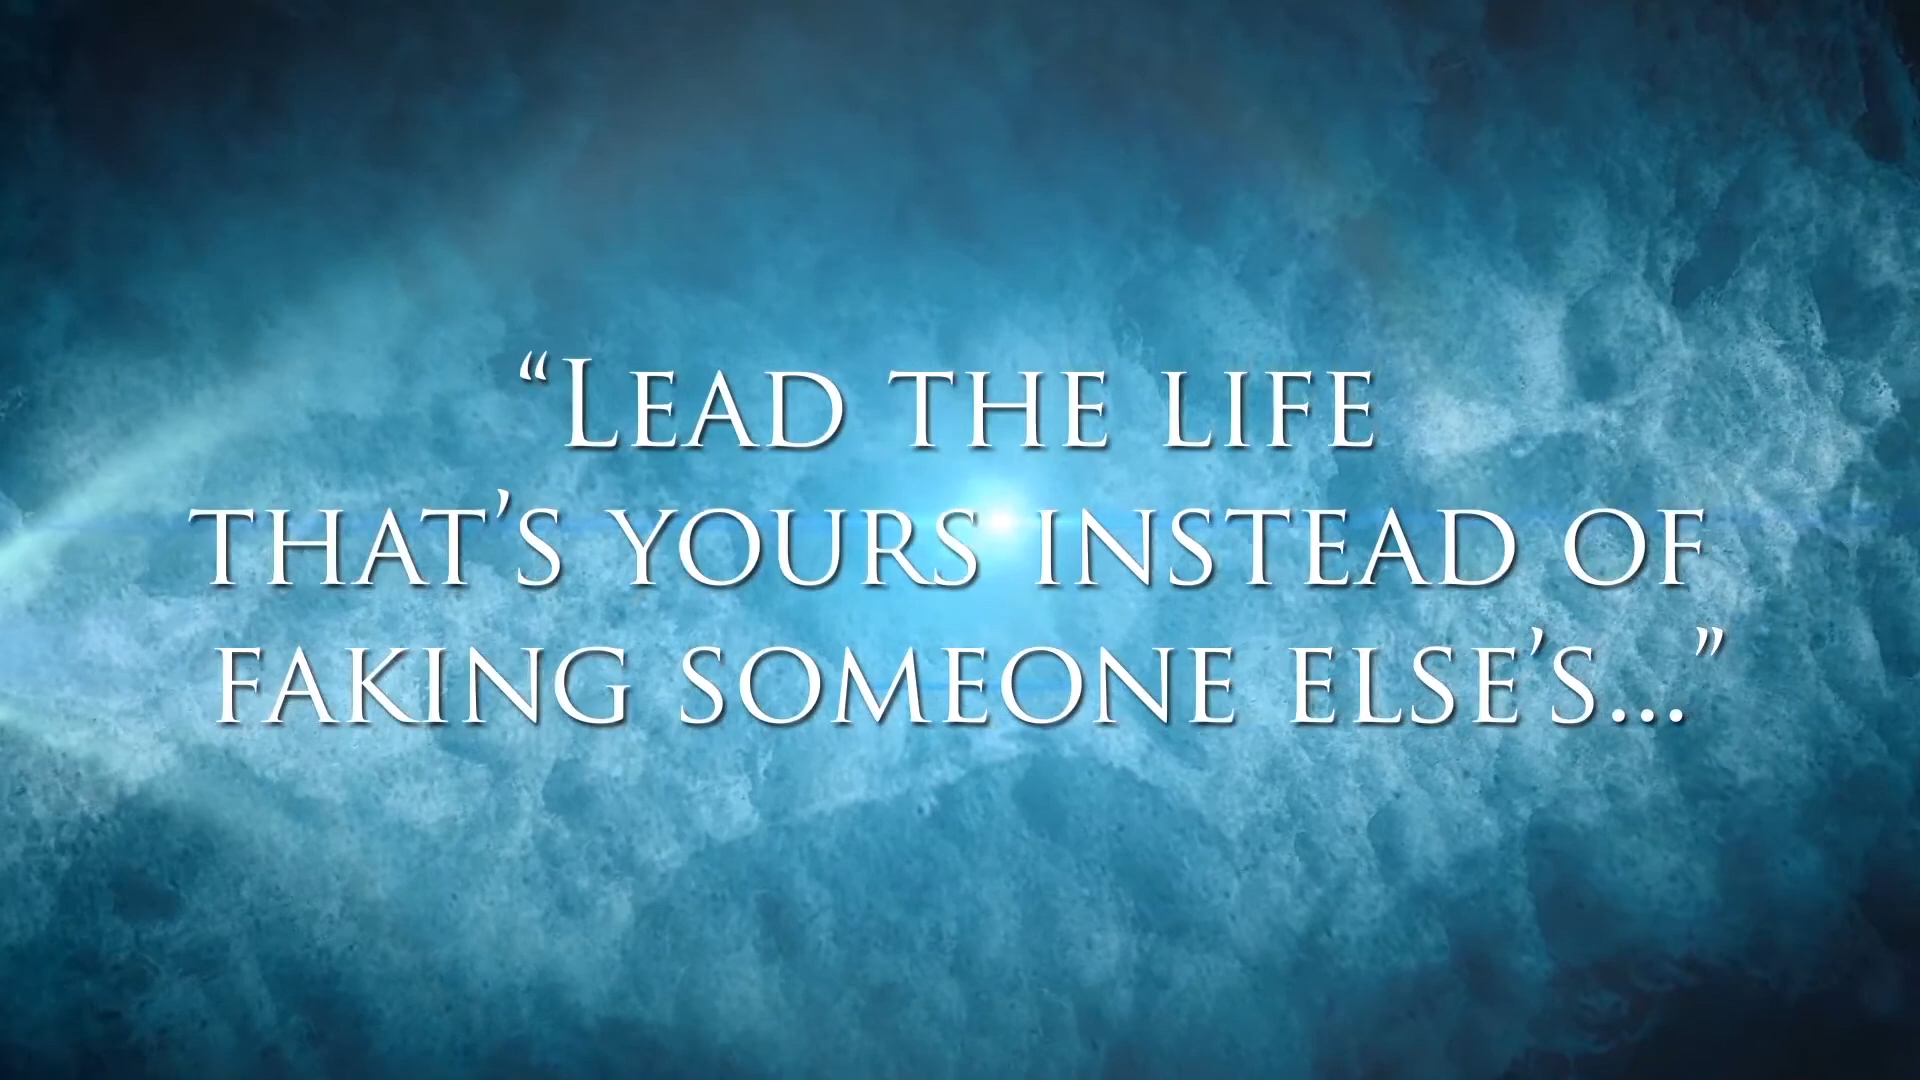 “Lead the life
that’s yours instead of
faking someone else’s...”